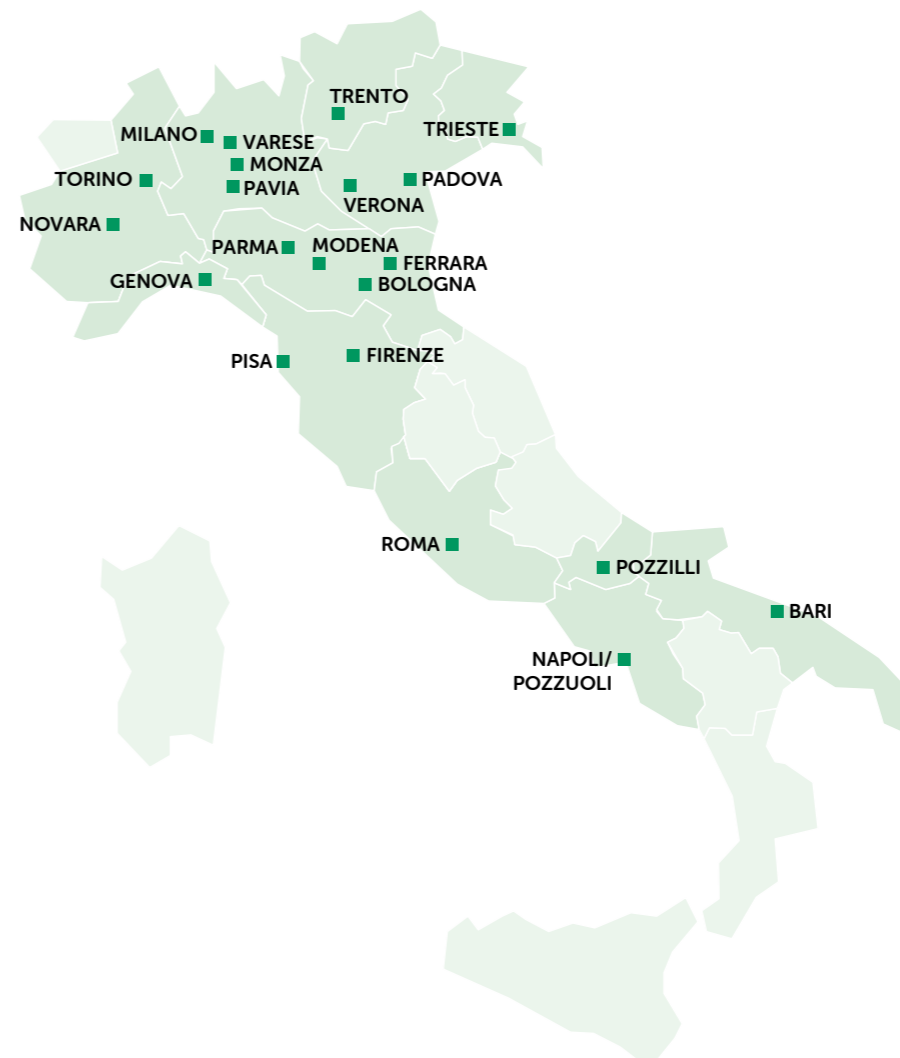 TRENTO
TRIESTE
MILANO
VARESE
MONZA
TORINO
PAVIA
PADOVA
VERONA
NOVARA
PARMA
MODENA
FERRARA
GENOVA
BOLOGNA
PISA
FIRENZE
ROMA
POZZILLI
BARI
NAPOLI/
POZZUOLI